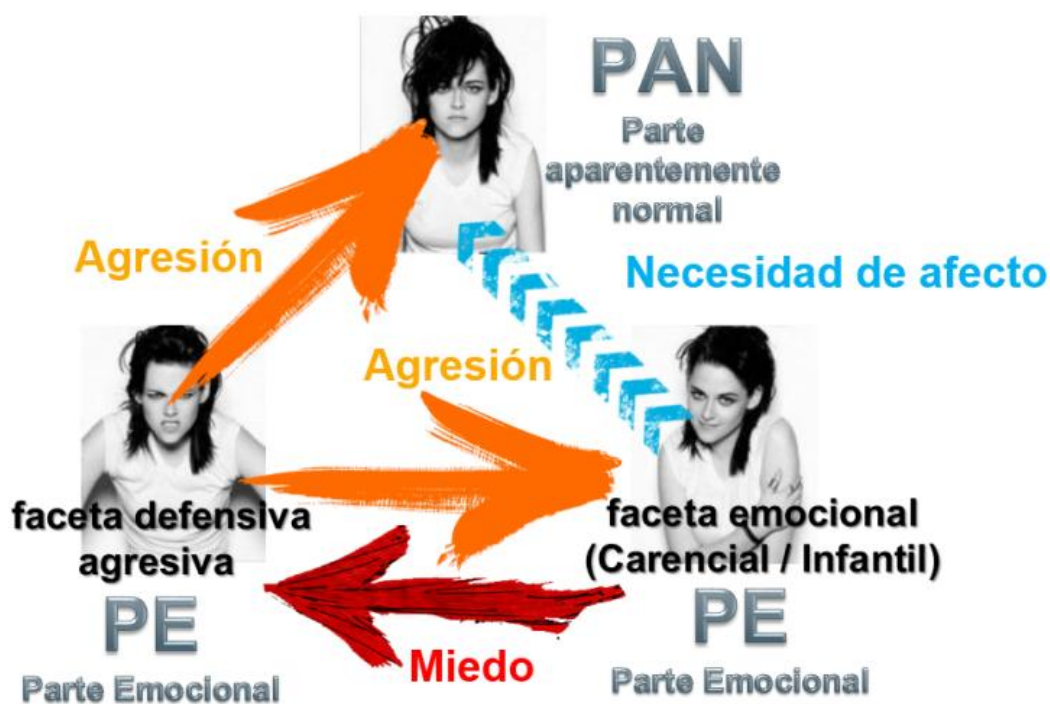 PAN
Parte
aparentemente
normal
Agresión
Necesidad de afecto
Agresión
faceta defensiva
agresiva
faceta emocional
(Carencial / Infantil)
PE
Parte Emocional
Miedo
PE
Parte Emocional